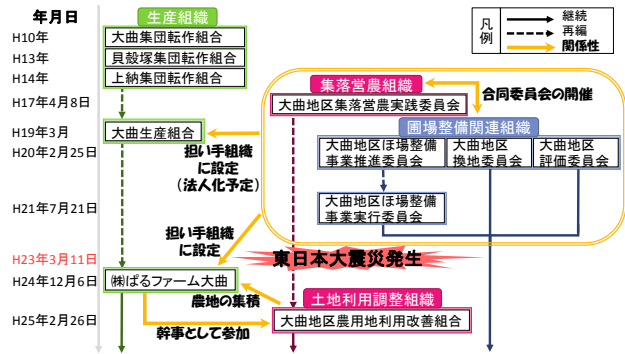 年月日
生産組織
凡例
継続
再編
関係性
H10年
大曲集団転作組合
H13年
貝殻塚集団転作組合
H14年
上納集団転作組合
集落営農組織
合同委員会の開催
H17年4月8日
大曲地区集落営農実践委員会
圃場整備関連組織
H19年3月
大曲生産組合
H20年2月25日
担い手組織
に設定
(法人化予定)
大曲地区ほ場整備
事業推進委員会
大曲地区
換地委員会
大曲地区
評価委員会
H21年7月21日
大曲地区ほ場整備
事業実行委員会
担い手組織
に設定
H23年3月11日
東日本大震災発生
H24年12月6日
㈱ぱるファーム大曲
農地の集積
土地利用調整組織
H25年2月26日
大曲地区農用地利用改善組合
幹事として参加